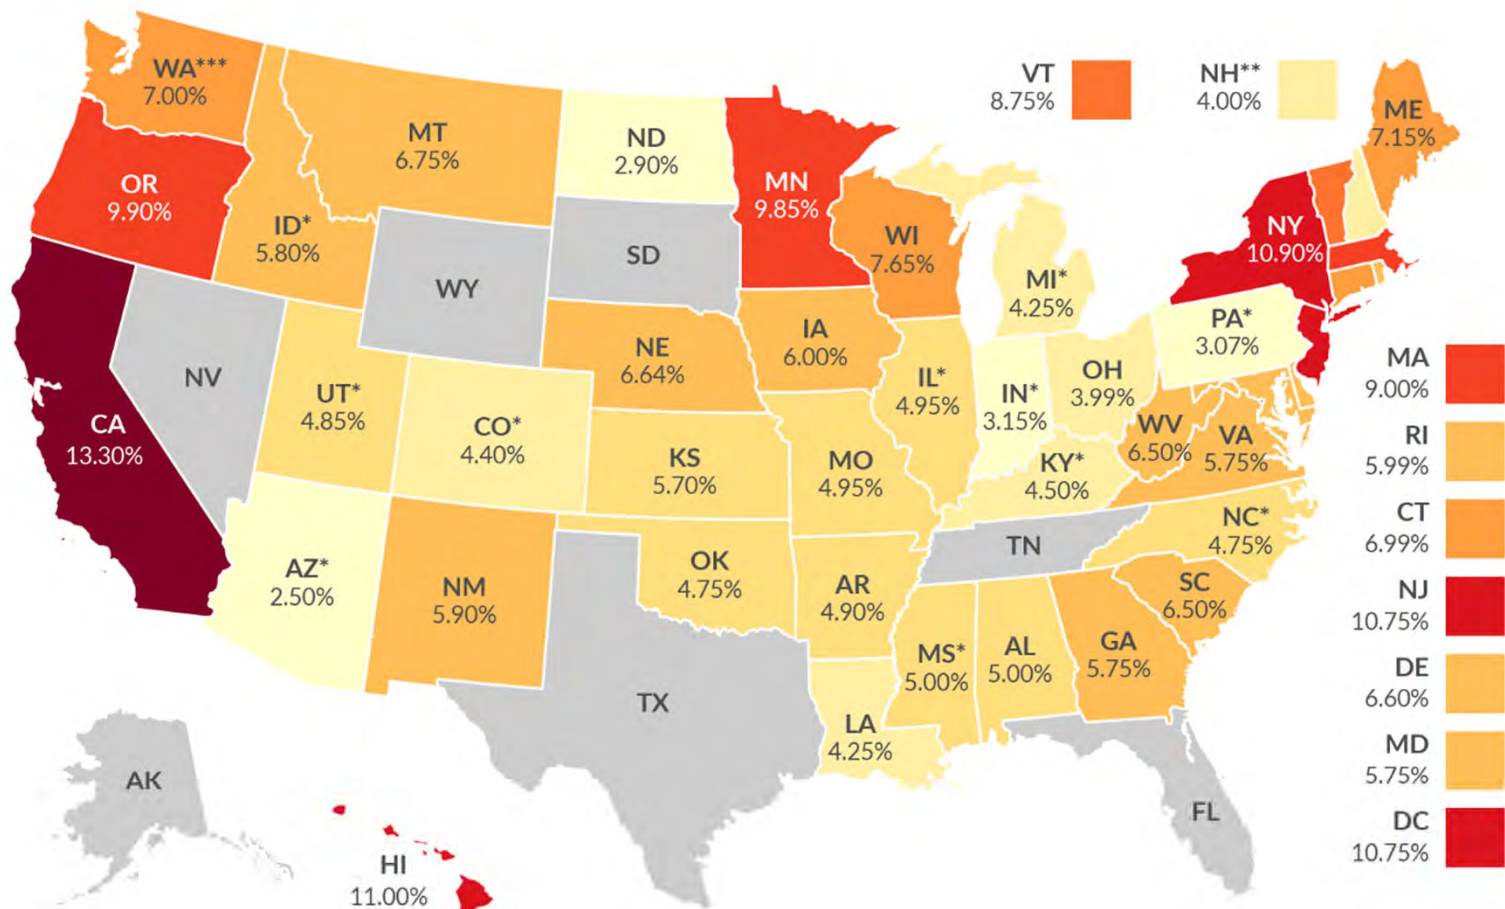 WA***
7.00%
OR
9.90%
CA
13.30%
ID*
5.80%
NV
MT
6.75%
WY
UT*
4.85%
CO*
4.40%
AZ*
2.50%
NM
5.90%
ND
2.90%
SD
NE
6.64%
KS
5.70%
OK
4.75%
TX
MN
9.85%
IA
6.00%
MO
4.95%
AR
4.90%
LA
4.25%
WI
7.65%
IL*
4.95%
MI*
4.25%
IN*
3.15%
OH
3.99%
KY*
4.50%
TN
MS*
5.00%
AL
5.00%
GA
5.75%
FL
SC
6.50%
NC*
4.75%
WV
6.50%
VA
5.75%
PA*
3.07%
NY
10.90%
ME
7.15%
VT
8.75%
NH**
4.00%
MA
9.00%
RI
5.99%
CT
6.99%
NJ
10.75%
DE
6.60%
MD
5.75%
DC
10.75%
AK
HI
11.00%